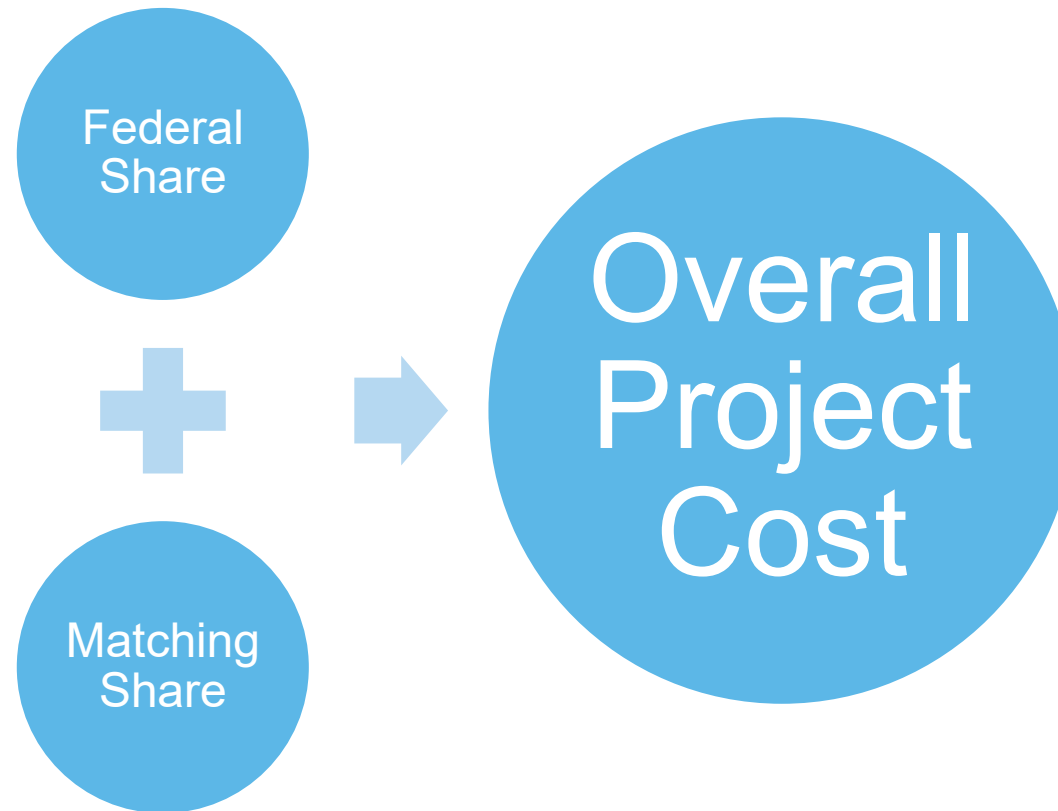 Federal
Share
Matching
Share
Overall
Project
Cost